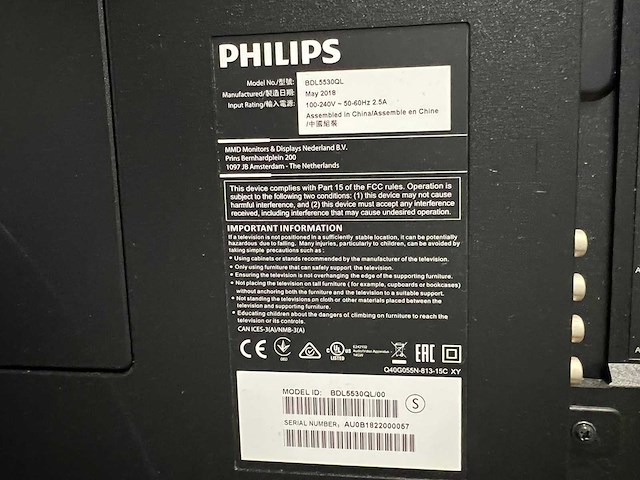 PHILIPS
Model No./型號: BDL5530QL
Manufactured/製造日期: May 2018
Input Rating/輸入電源: 100-240V ~ 50-60Hz 2.5A
Assembled in China/Assemble en Chine
/中國組裝
MMD Monitors & Displays Nederland B.V.
Prins Bernhardplein 200
1097 JB Amsterdam - The Netherlands
This device complies with Part 15 of the FCC rules. Operation is
subject to the following two conditions: (1) this device may not cause
harmful interference, and (2) this device must accept any interference
received, including interference that may cause undesired operation.
IMPORTANT INFORMATION
If a television is not positioned in a sufficiently stable location, it can be potentially
hazardous due to falling. Many injuries, particularly to children, can be avoided by
taking simple precautions such as :
• Using cabinets or stands recommended by the manufacturer of the television.
• Only using furniture that can safely support the television.
• Ensuring the television is not overhanging the edge of the supporting furniture.
• Not placing the television on tall furniture ( for example, cupboards or bookcases)
without anchoring both the furniture and the television to a suitable support.
• Not standing the televisions on cloth or other materials placed between the
television and supporting furniture.
• Educating children about the dangers of climbing on furniture to reach the
television or its controls.
CAN ICES-3(A)/NMB-3(A)
CE
c UL US
LISTED
EAC
Q40G055N-813-15C XY
MODEL ID: BDL5530QL/00
S
SERIAL NUMBER: AU0B1822000057